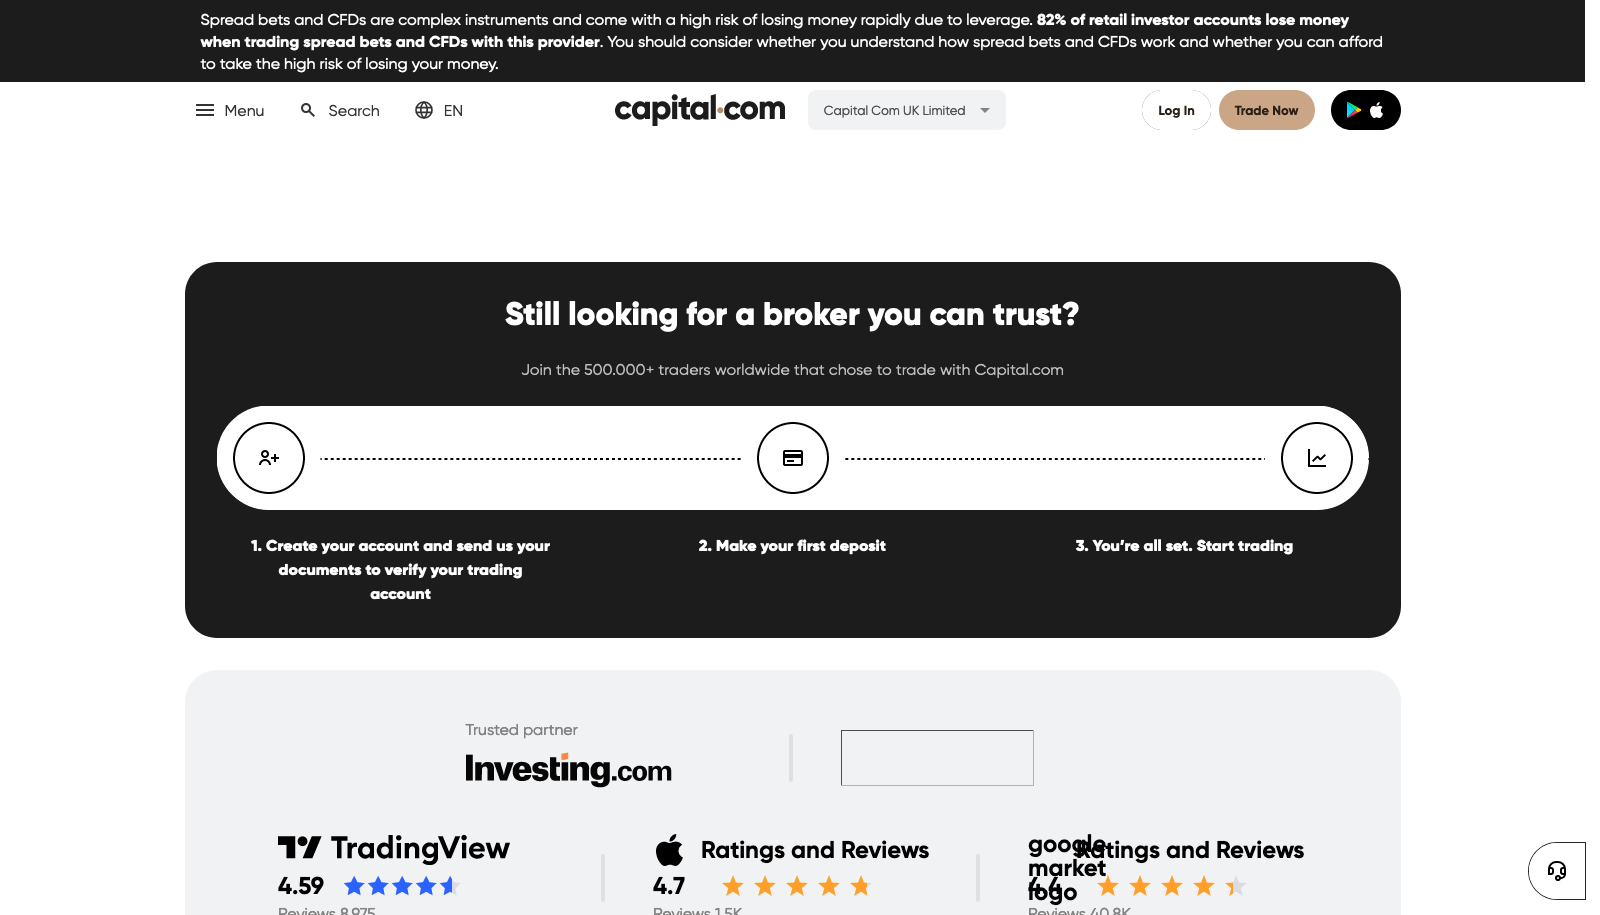 Spread bets and CFDs are complex instruments and come with a high risk of losing money rapidly due to leverage. 82% of retail investor accounts lose money
when trading spread bets and CFDs with this provider. You should consider whether you understand how spread bets and CFDs work and whether you can afford
to take the high risk of losing your money.
Menu Search EN capital.com Capital Com UK Limited Log In Trade Now
Still looking for a broker you can trust?
Join the 500.000+ traders worldwide that chose to trade with Capital.com
1. Create your account and send us your
documents to verify your trading
account
2. Make your first deposit
3. You’re all set. Start trading
Trusted partner
Investing.com
TradingView
4.59
Reviews 8,975
Ratings and Reviews
4.7
Reviews 1.5K
google
market
logo
Ratings and Reviews
4.4
Reviews 40.8K